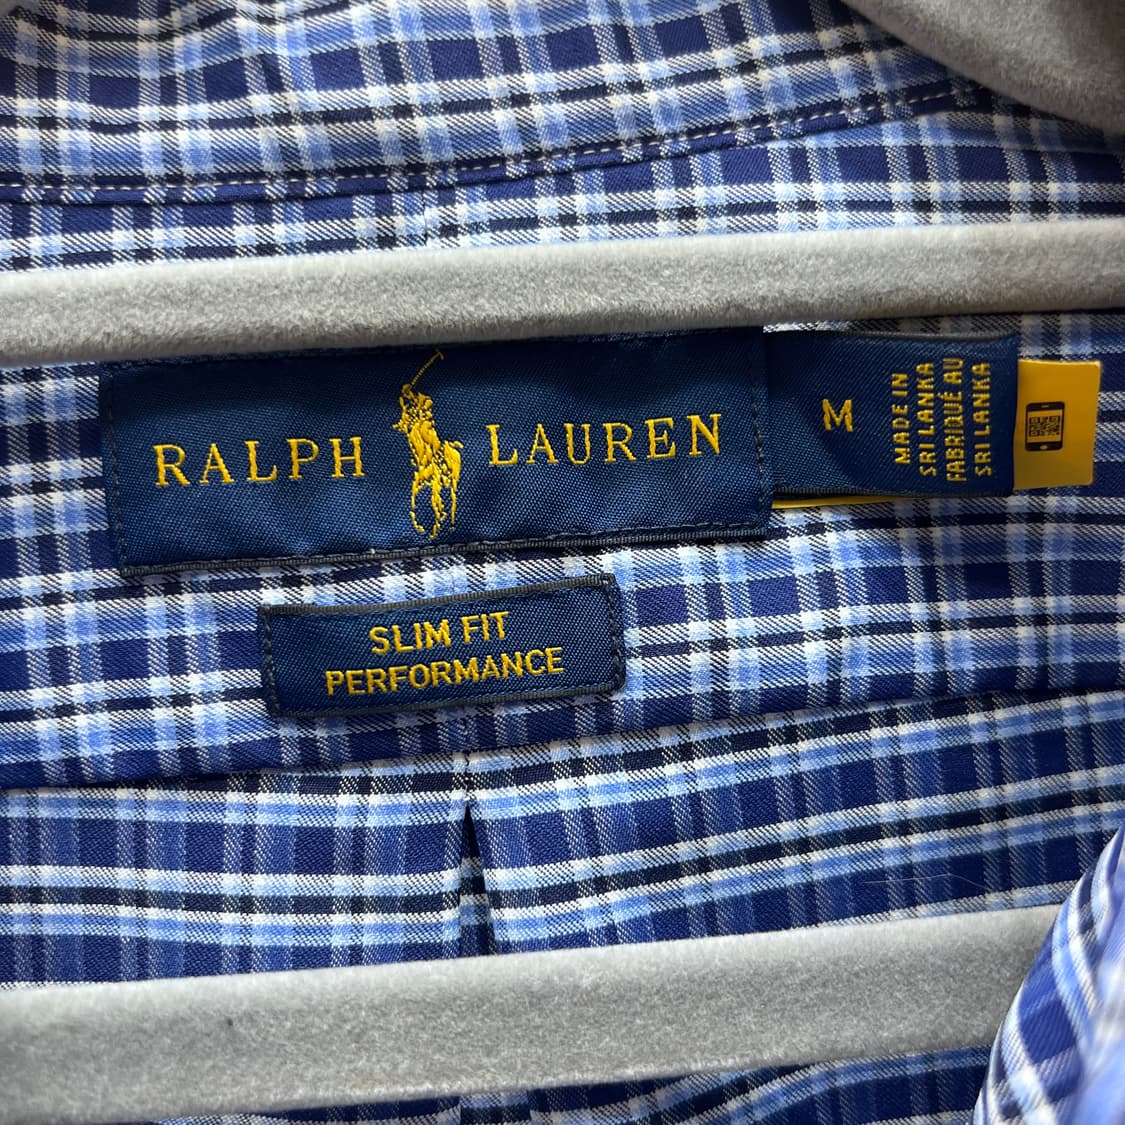 RALPH LAUREN
M
MADE IN
SRI LANKA
FABRIQUÉ AU
SRI LANKA
SLIM FIT
PERFORMANCE